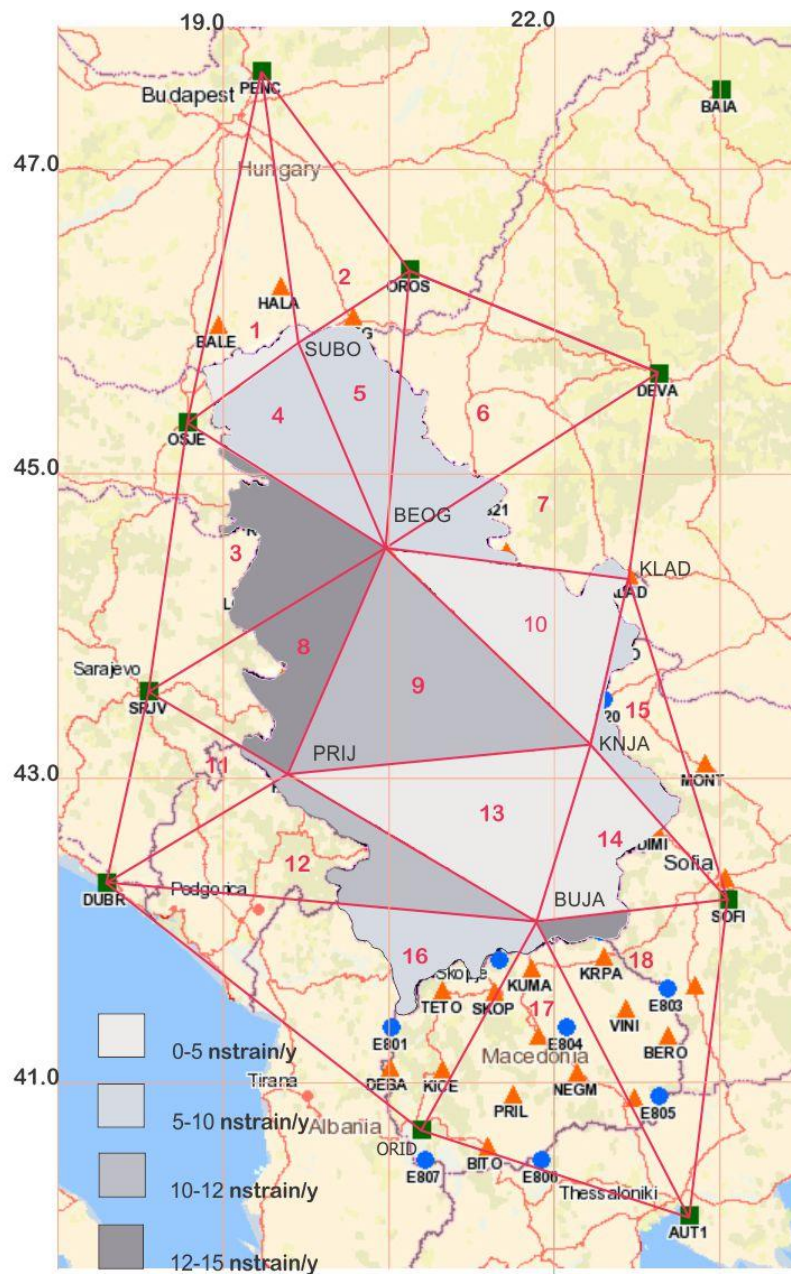 19.0
22.0
PENC
Budapest
BAIA
47.0
Hungary
2
OROS
HALA
1
BALE
SUBO
DEVA
5
6
4
OSJE
45.0
7
BEOG
3
KLAD
10
8
Sarajevo
9
SRJV
15
KNJA
PRIJ
11
43.0
MONT
13
14
DIMI
12
Sofia
Podgorica
DUBR
BUJA
SOFI
16
18
Skopje
KRPA
KUMA
TETO
SKOP
17
E803
VINI
E801
E804
0-5 nstrain/y
Macedonia
BERO
41.0
Tirana
DEBA
KICE
NEGM
PRIL
E805
5-10 nstrain/y
Albania
ORID
BITO
E807
E806
10-12 nstrain/y
Thessaloniki
AUT1
12-15 nstrain/y